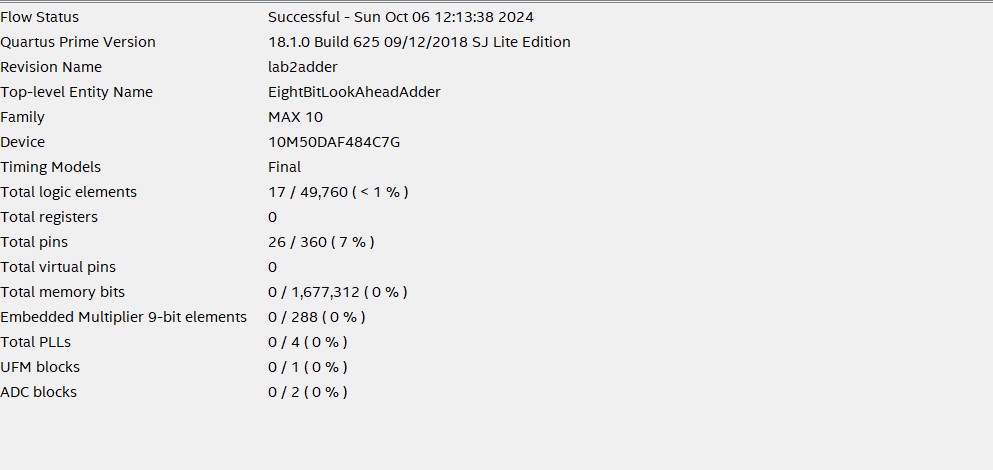 Flow Status Successful - Sun Oct 06 12:13:38 2024
Quartus Prime Version 18.1.0 Build 625 09/12/2018 SJ Lite Edition
Revision Name lab2adder
Top-level Entity Name EightBitLookAheadAdder
Family MAX 10
Device 10M50DAF484C7G
Timing Models Final
Total logic elements 17 / 49,760 ( < 1 % )
Total registers 0
Total pins 26 / 360 ( 7 % )
Total virtual pins 0
Total memory bits 0 / 1,677,312 ( 0 % )
Embedded Multiplier 9-bit elements 0 / 288 ( 0 % )
Total PLLs 0 / 4 ( 0 % )
UFM blocks 0 / 1 ( 0 % )
ADC blocks 0 / 2 ( 0 % )